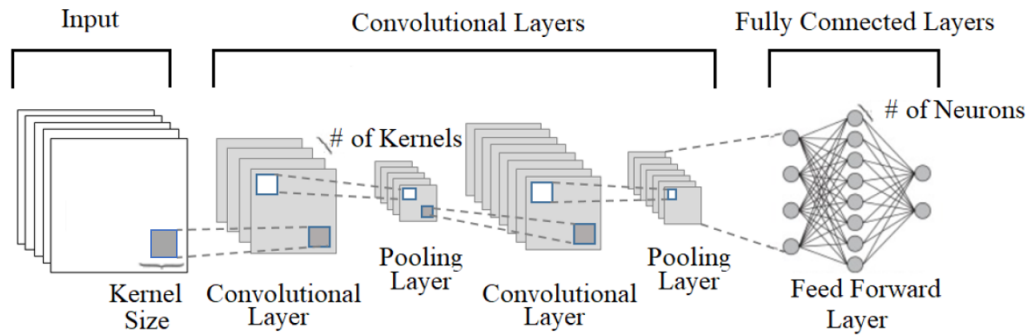 Input
Convolutional Layers
Fully Connected Layers
# of Kernels
# of Neurons
Kernel
Size
Convolutional
Layer
Pooling
Layer
Convolutional
Layer
Pooling
Layer
Feed Forward
Layer